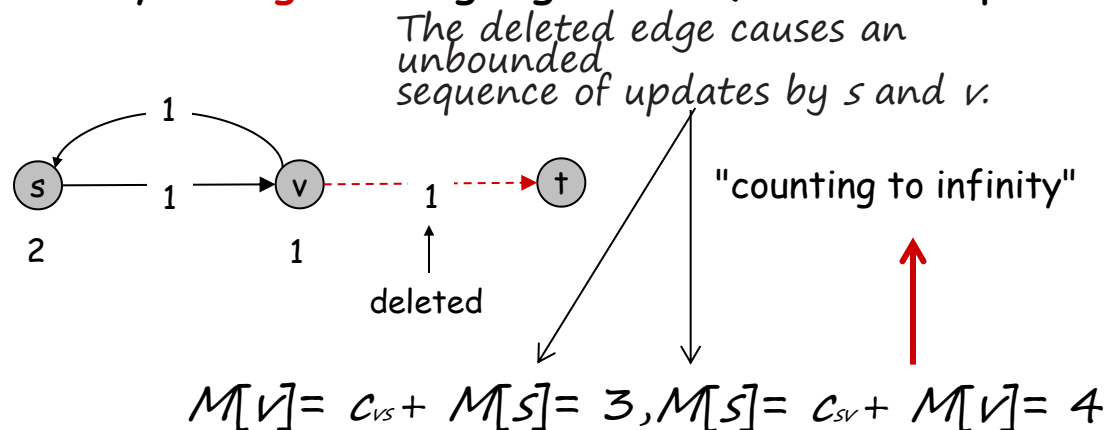 The deleted edge causes an
unbounded
sequence of updates by s and v.
1
s
1
v
1
t
"counting to infinity"
2
1
deleted
M[v]= cvs+ M[s]= 3,M[s]= csv+ M[v]= 4